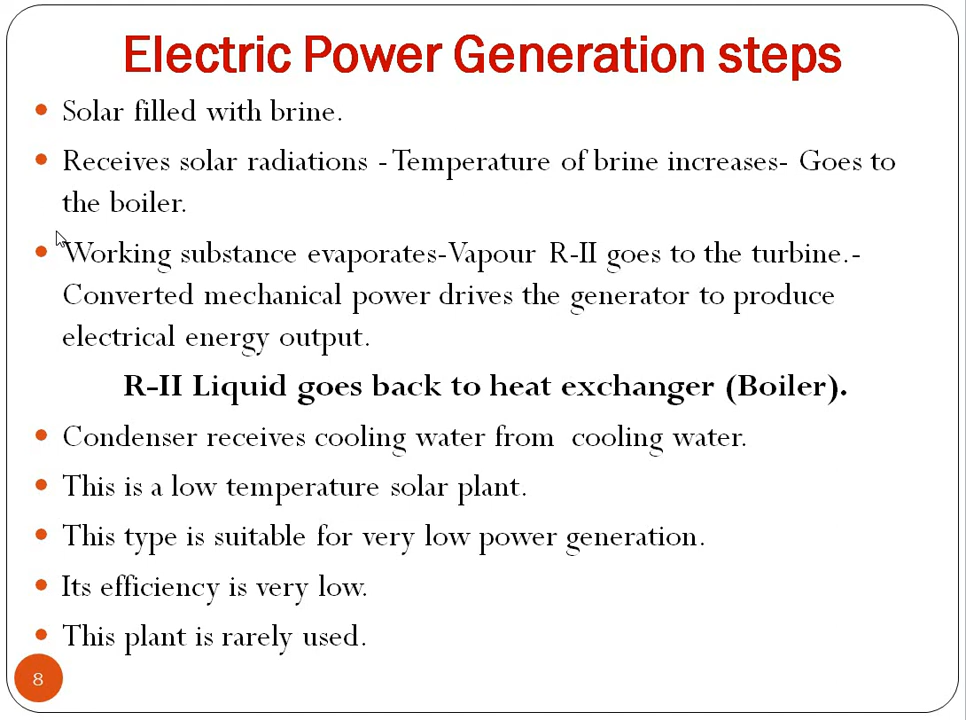 Electric Power Generation steps
• Solar filled with brine.
• Receives solar radiations -Temperature of brine increases- Goes to
the boiler.
• Working substance evaporates-Vapour R-II goes to the turbine.-
Converted mechanical power drives the generator to produce
electrical energy output.
R-II Liquid goes back to heat exchanger (Boiler).
• Condenser receives cooling water from cooling water.
• This is a low temperature solar plant.
• This type is suitable for very low power generation.
• Its efficiency is very low.
• This plant is rarely used.
8